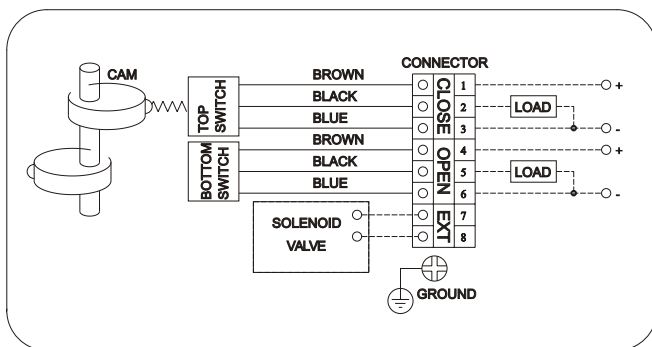 CONNECTOR
CAM
BROWN
BLACK
BLUE
TOP
SWITCH
CLOSE
1
2
3
LOAD
+
-
BROWN
BLACK
BLUE
BOTTOM
SWITCH
OPEN
4
5
6
LOAD
+
-
SOLENOID
VALVE
EXT
7
8
GROUND